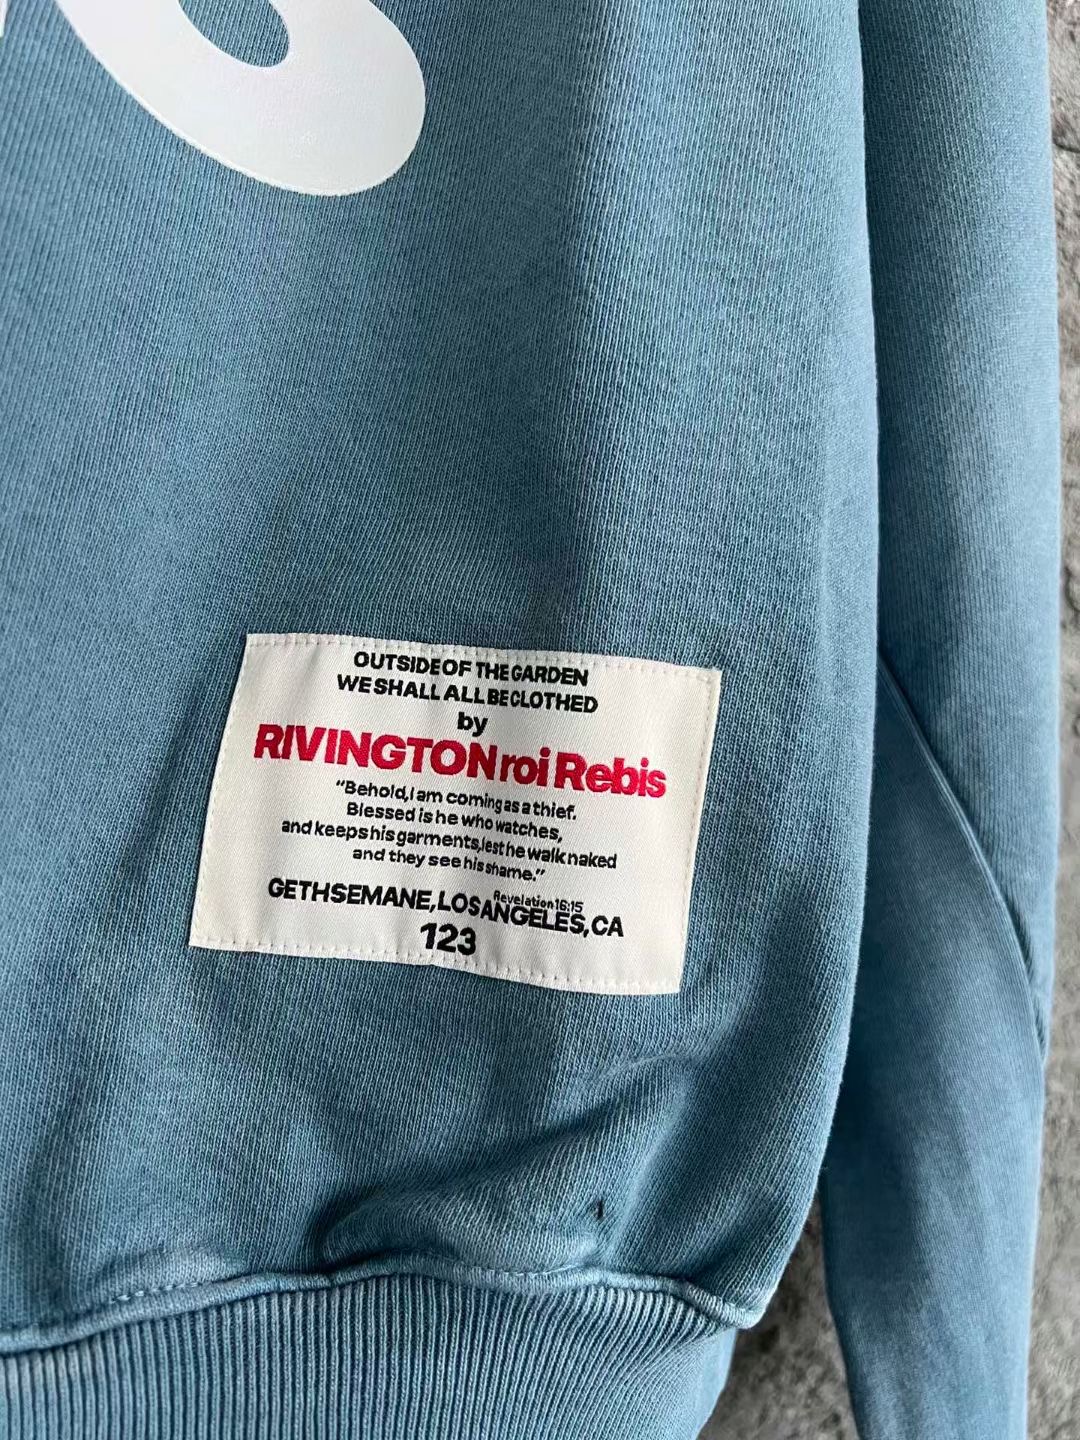 OUTSIDE OF THE GARDEN
WE SHALL ALL BE CLOTHED
by
RIVINGTON roi Rebis
“Behold, I am coming as a thief.
Blessed is he who watches,
and keeps his garments, lest he walk naked
and they see his shame.”
Revelation 16:15
GETHSEMANE, LOS ANGELES, CA
123